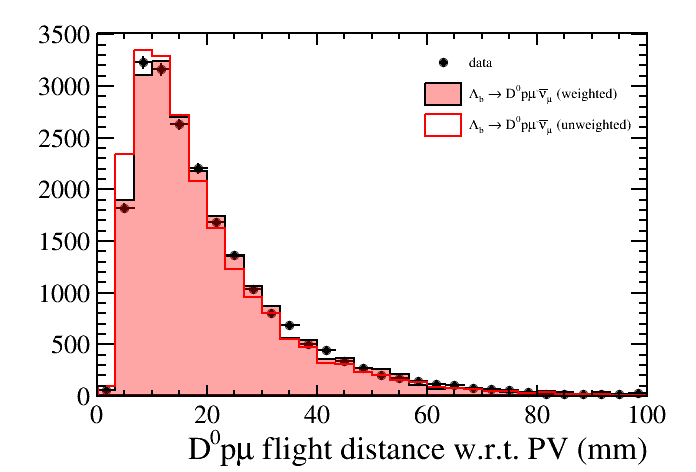 3500
3000
2500
2000
1500
1000
500
0
data
Λb → D⁰pμ ν̅μ (weighted)
Λb → D⁰pμ ν̅μ (unweighted)
0 20 40 60 80 100
D⁰pμ flight distance w.r.t. PV (mm)